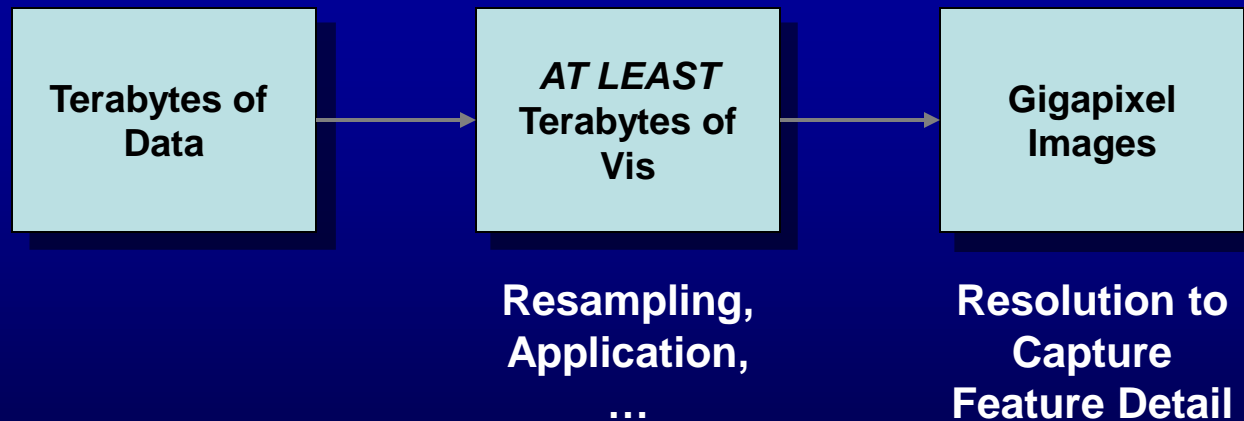 Terabytes of
Data
AT LEAST
Terabytes of
Vis
Gigapixel
Images
Resampling,
Application,
...
Resolution to
Capture
Feature Detail